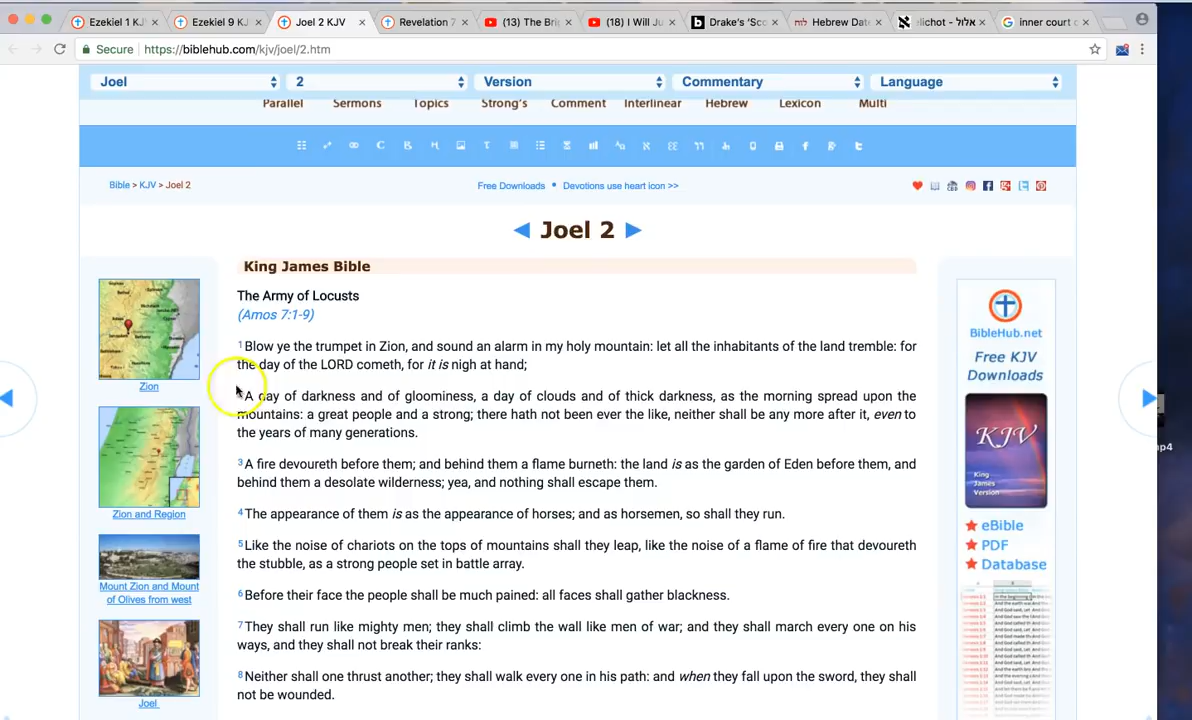 Ezekiel 1 KJV
Ezekiel 9 KJV
Joel 2 KJV
Revelation 7
(13) The Bri
(18) I Will Ju
Drake's 'Sco
Hebrew Date
אלול -
inner court c
Secure
https://biblehub.com/kjv/joel/2.htm
Joel 2 Version Commentary Language
Parallel Sermons Topics Strong's Comment Interlinear Hebrew Lexicon Multi
Bible > KJV > Joel 2
Free Downloads • Devotions use heart icon >>
◄ Joel 2 ►
King James Bible
The Army of Locusts
(Amos 7:1-9)
1Blow ye the trumpet in Zion, and sound an alarm in my holy mountain: let all the inhabitants of the land tremble: for
the day of the LORD cometh, for it is nigh at hand;
A day of darkness and of gloominess, a day of clouds and of thick darkness, as the morning spread upon the
mountains: a great people and a strong; there hath not been ever the like, neither shall be any more after it, even to
the years of many generations.
3A fire devoureth before them; and behind them a flame burneth: the land is as the garden of Eden before them, and
behind them a desolate wilderness; yea, and nothing shall escape them.
4The appearance of them is as the appearance of horses; and as horsemen, so shall they run.
5Like the noise of chariots on the tops of mountains shall they leap, like the noise of a flame of fire that devoureth
the stubble, as a strong people set in battle array.
6Before their face the people shall be much pained: all faces shall gather blackness.
7They shall run like mighty men; they shall climb the wall like men of war; and they shall march every one on his
ways, and they shall not break their ranks:
8Neither shall one thrust another; they shall walk every one in his path: and when they fall upon the sword, they shall
not be wounded.
Zion
Zion and Region
Mount Zion and Mount
of Olives from west
Joel
BibleHub.net
Free KJV
Downloads
KJV
King
James
Version
eBible
PDF
Database
mp4